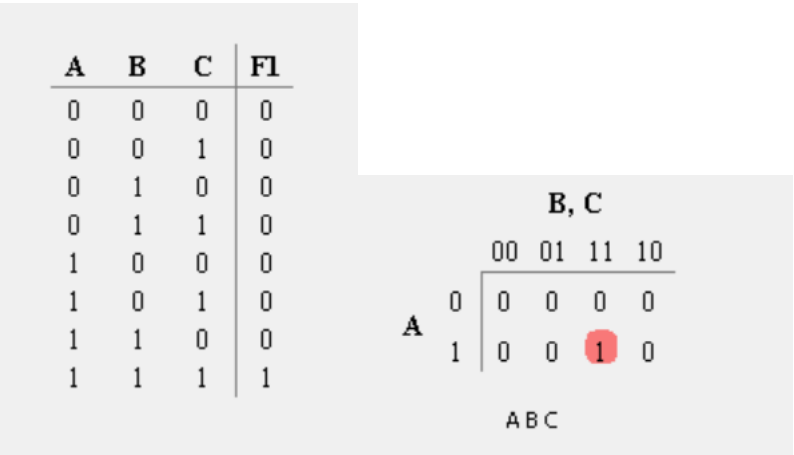 A B C F1
0 0 0 0
0 0 1 0
0 1 0 0
0 1 1 0
1 0 0 0
1 0 1 0
1 1 0 0
1 1 1 1
B, C
00 01 11 10
0 0 0 0 0
A
1 0 0 1 0
A B C